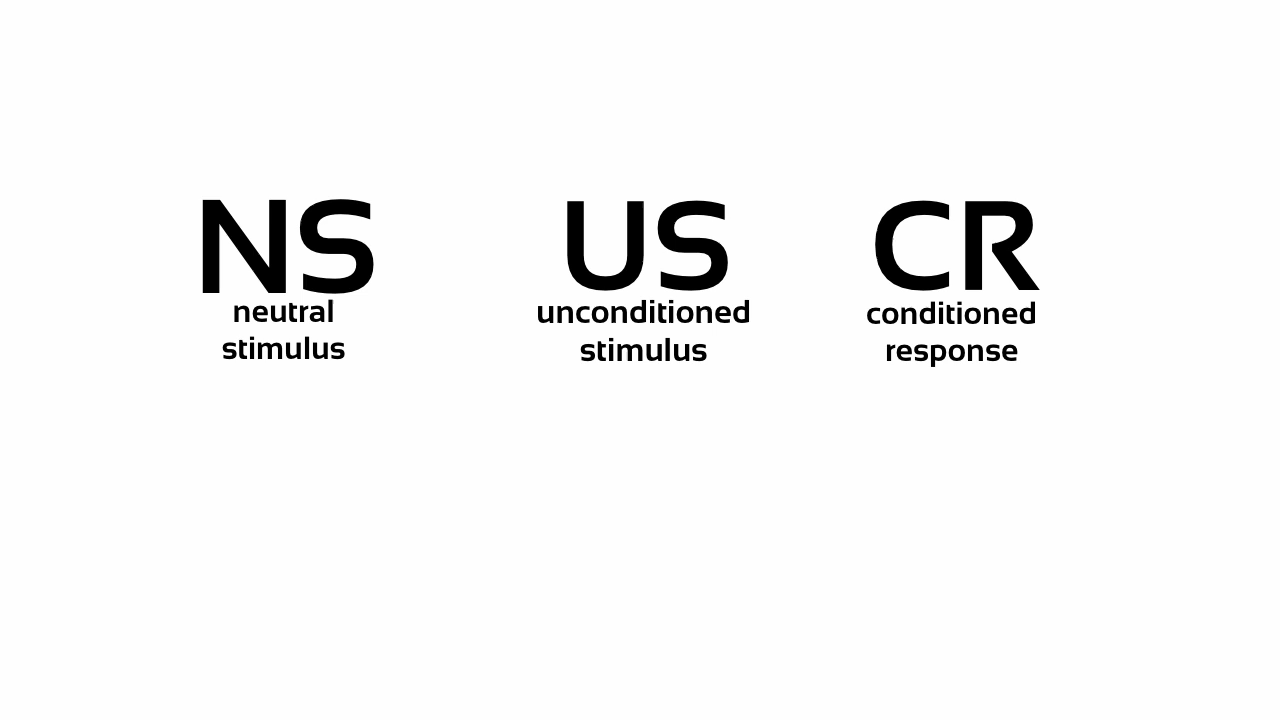 NS
neutral
stimulus
US
unconditioned
stimulus
CR
conditioned
response